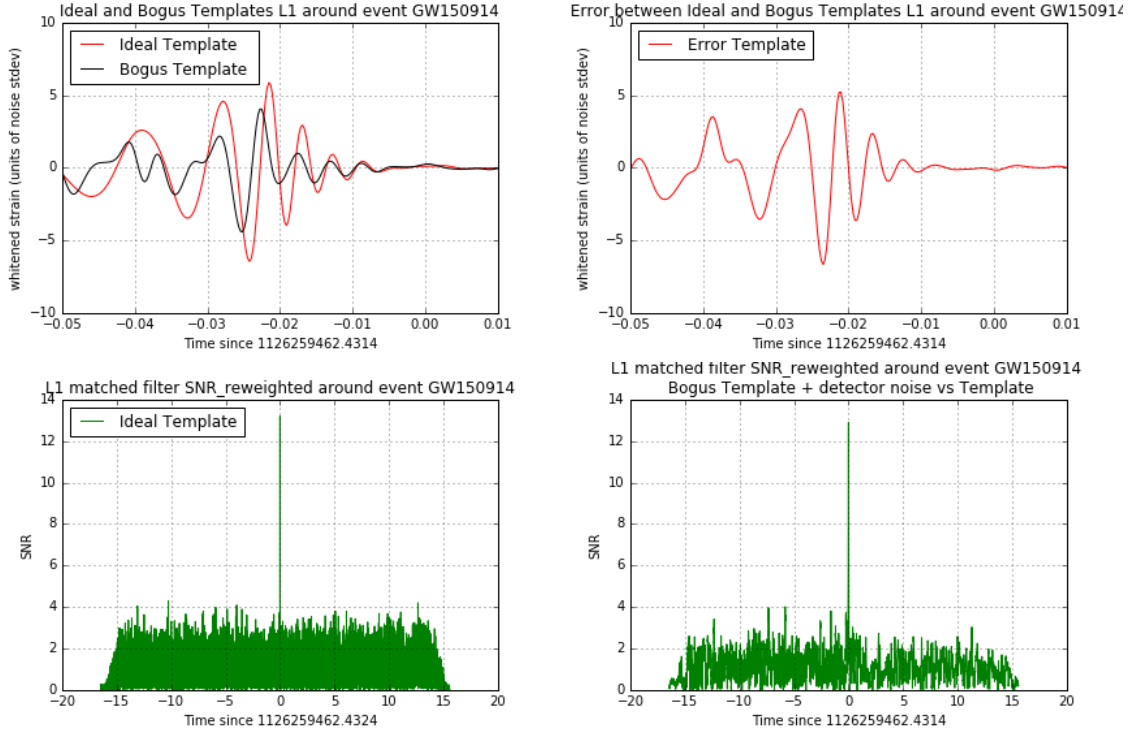 Ideal and Bogus Templates L1 around event GW150914
Ideal Template
Bogus Template
whitened strain (units of noise stdev)
10
5
0
−5
−10
−0.05 −0.04 −0.03 −0.02 −0.01 0.00 0.01
Time since 1126259462.4314
Error between Ideal and Bogus Templates L1 around event GW150914
Error Template
whitened strain (units of noise stdev)
10
5
0
−5
−10
−0.05 −0.04 −0.03 −0.02 −0.01 0.00 0.01
Time since 1126259462.4314
L1 matched filter SNR_reweighted around event GW150914
Ideal Template
SNR
14
12
10
8
6
4
2
0
−20 −15 −10 −5 0 5 10 15 20
Time since 1126259462.4324
L1 matched filter SNR_reweighted around event GW150914
Bogus Template + detector noise vs Template
SNR
14
12
10
8
6
4
2
0
−20 −15 −10 −5 0 5 10 15 20
Time since 1126259462.4314